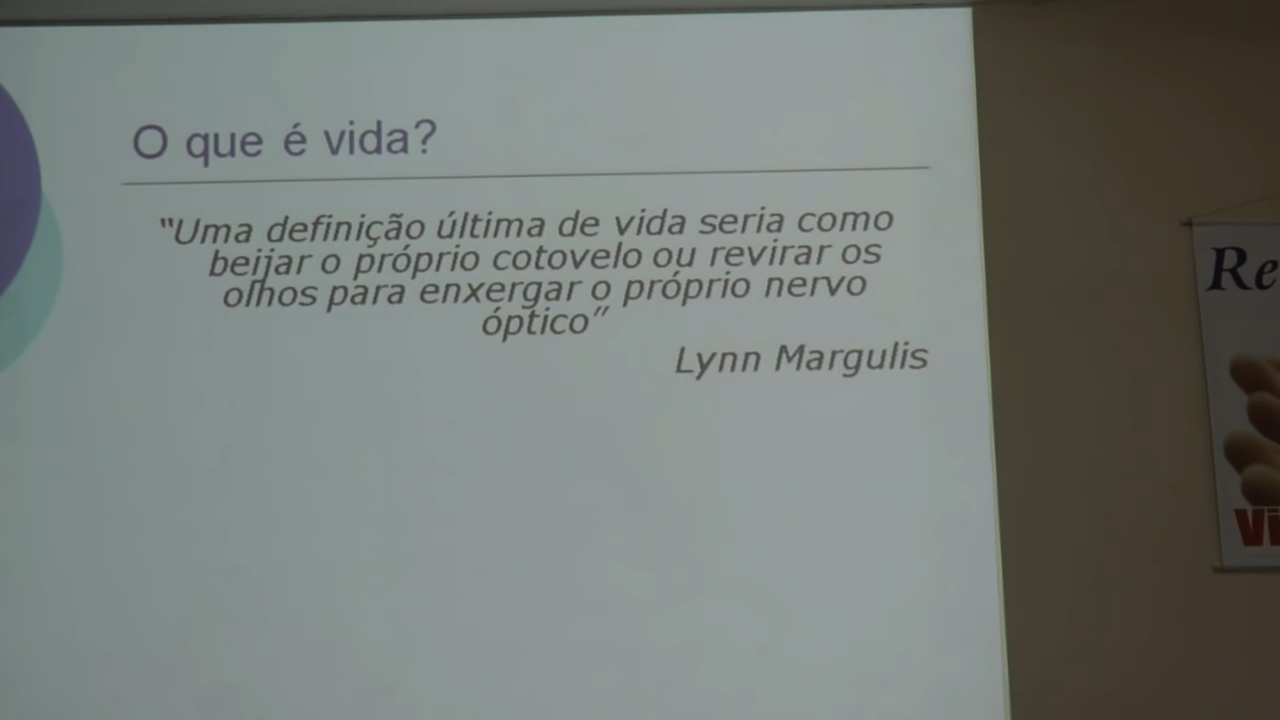 O que é vida?
"Uma definição última de vida seria como
beijar o próprio cotovelo ou revirar os
olhos para enxergar o próprio nervo
óptico"
Lynn Margulis
Re
Vi